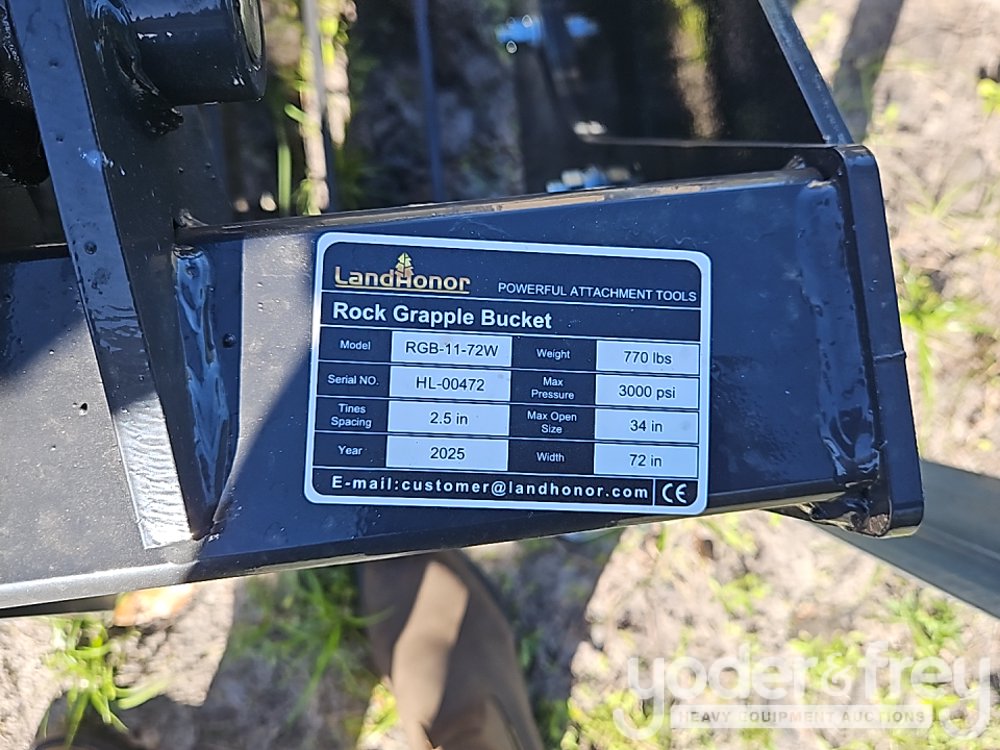 LandHonor POWERFUL ATTACHMENT TOOLS
Rock Grapple Bucket
Model RGB-11-72W Weight 770 lbs
Serial NO. HL-00472 Max Pressure 3000 psi
Tines Spacing 2.5 in Max Open Size 34 in
Year 2025 Width 72 in
E-mail:customer@landhonor.com CE
yoder&frey
HEAVY EQUIPMENT AUCTIONS